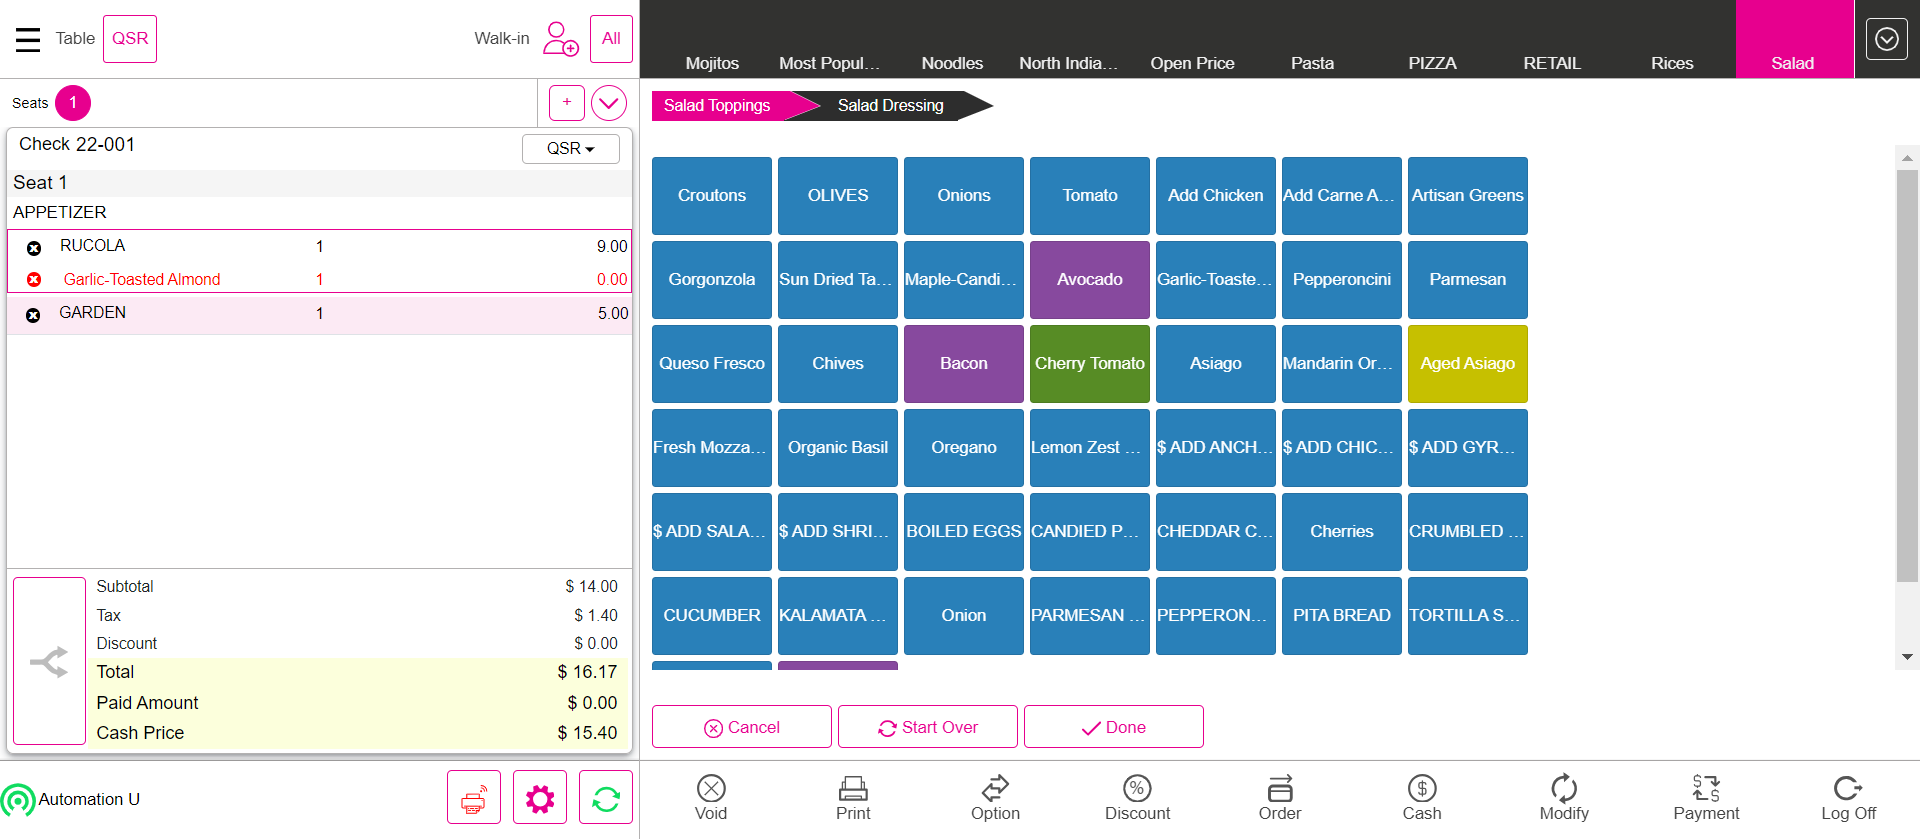 Table
QSR
Walk-in
All
Mojitos
Most Popul...
Noodles
North India...
Open Price
Pasta
PIZZA
RETAIL
Rices
Salad
Seats 1
+
Salad Toppings
Salad Dressing
Check 22-001
QSR
Seat 1
APPETIZER
RUCOLA 1 9.00
Garlic-Toasted Almond 1 0.00
GARDEN 1 5.00
Croutons
OLIVES
Onions
Tomato
Add Chicken
Add Carne A...
Artisan Greens
Gorgonzola
Sun Dried Ta...
Maple-Candi...
Avocado
Garlic-Toaste...
Pepperoncini
Parmesan
Queso Fresco
Chives
Bacon
Cherry Tomato
Asiago
Mandarin Or...
Aged Asiago
Fresh Mozza...
Organic Basil
Oregano
Lemon Zest ...
$ ADD ANCH...
$ ADD CHIC...
$ ADD GYR...
$ ADD SALA...
$ ADD SHRI...
BOILED EGGS
CANDIED P...
CHEDDAR C...
Cherries
CRUMBLED ...
CUCUMBER
KALAMATA ...
Onion
PARMESAN ...
PEPPERON...
PITA BREAD
TORTILLA S...
Subtotal $ 14.00
Tax $ 1.40
Discount $ 0.00
Total $ 16.17
Paid Amount $ 0.00
Cash Price $ 15.40
Cancel
Start Over
Done
Automation U
Void
Print
Option
Discount
Order
Cash
Modify
Payment
Log Off